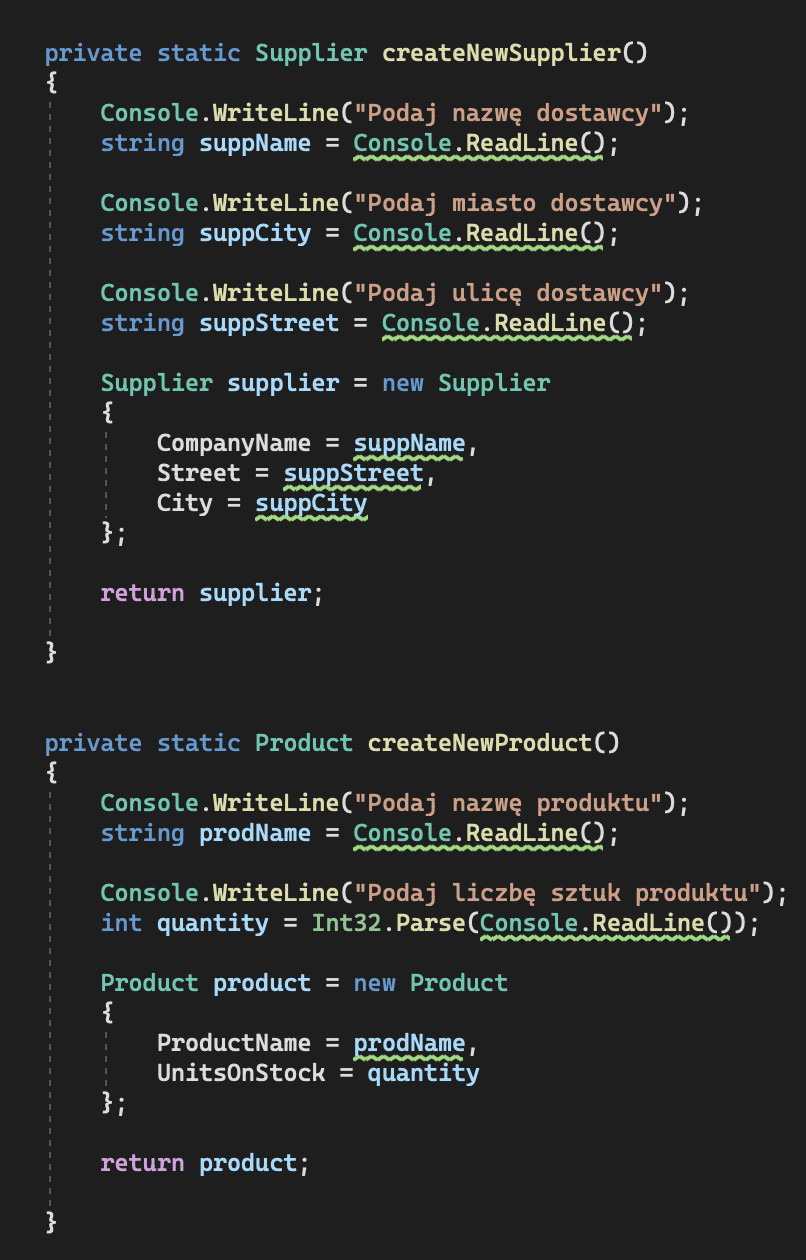 private static Supplier createNewSupplier()
{
    Console.WriteLine("Podaj nazwę dostawcy");
    string suppName = Console.ReadLine();

    Console.WriteLine("Podaj miasto dostawcy");
    string suppCity = Console.ReadLine();

    Console.WriteLine("Podaj ulicę dostawcy");
    string suppStreet = Console.ReadLine();

    Supplier supplier = new Supplier
    {
        CompanyName = suppName,
        Street = suppStreet,
        City = suppCity
    };

    return supplier;

}


private static Product createNewProduct()
{
    Console.WriteLine("Podaj nazwę produktu");
    string prodName = Console.ReadLine();

    Console.WriteLine("Podaj liczbę sztuk produktu");
    int quantity = Int32.Parse(Console.ReadLine());

    Product product = new Product
    {
        ProductName = prodName,
        UnitsOnStock = quantity
    };

    return product;

}